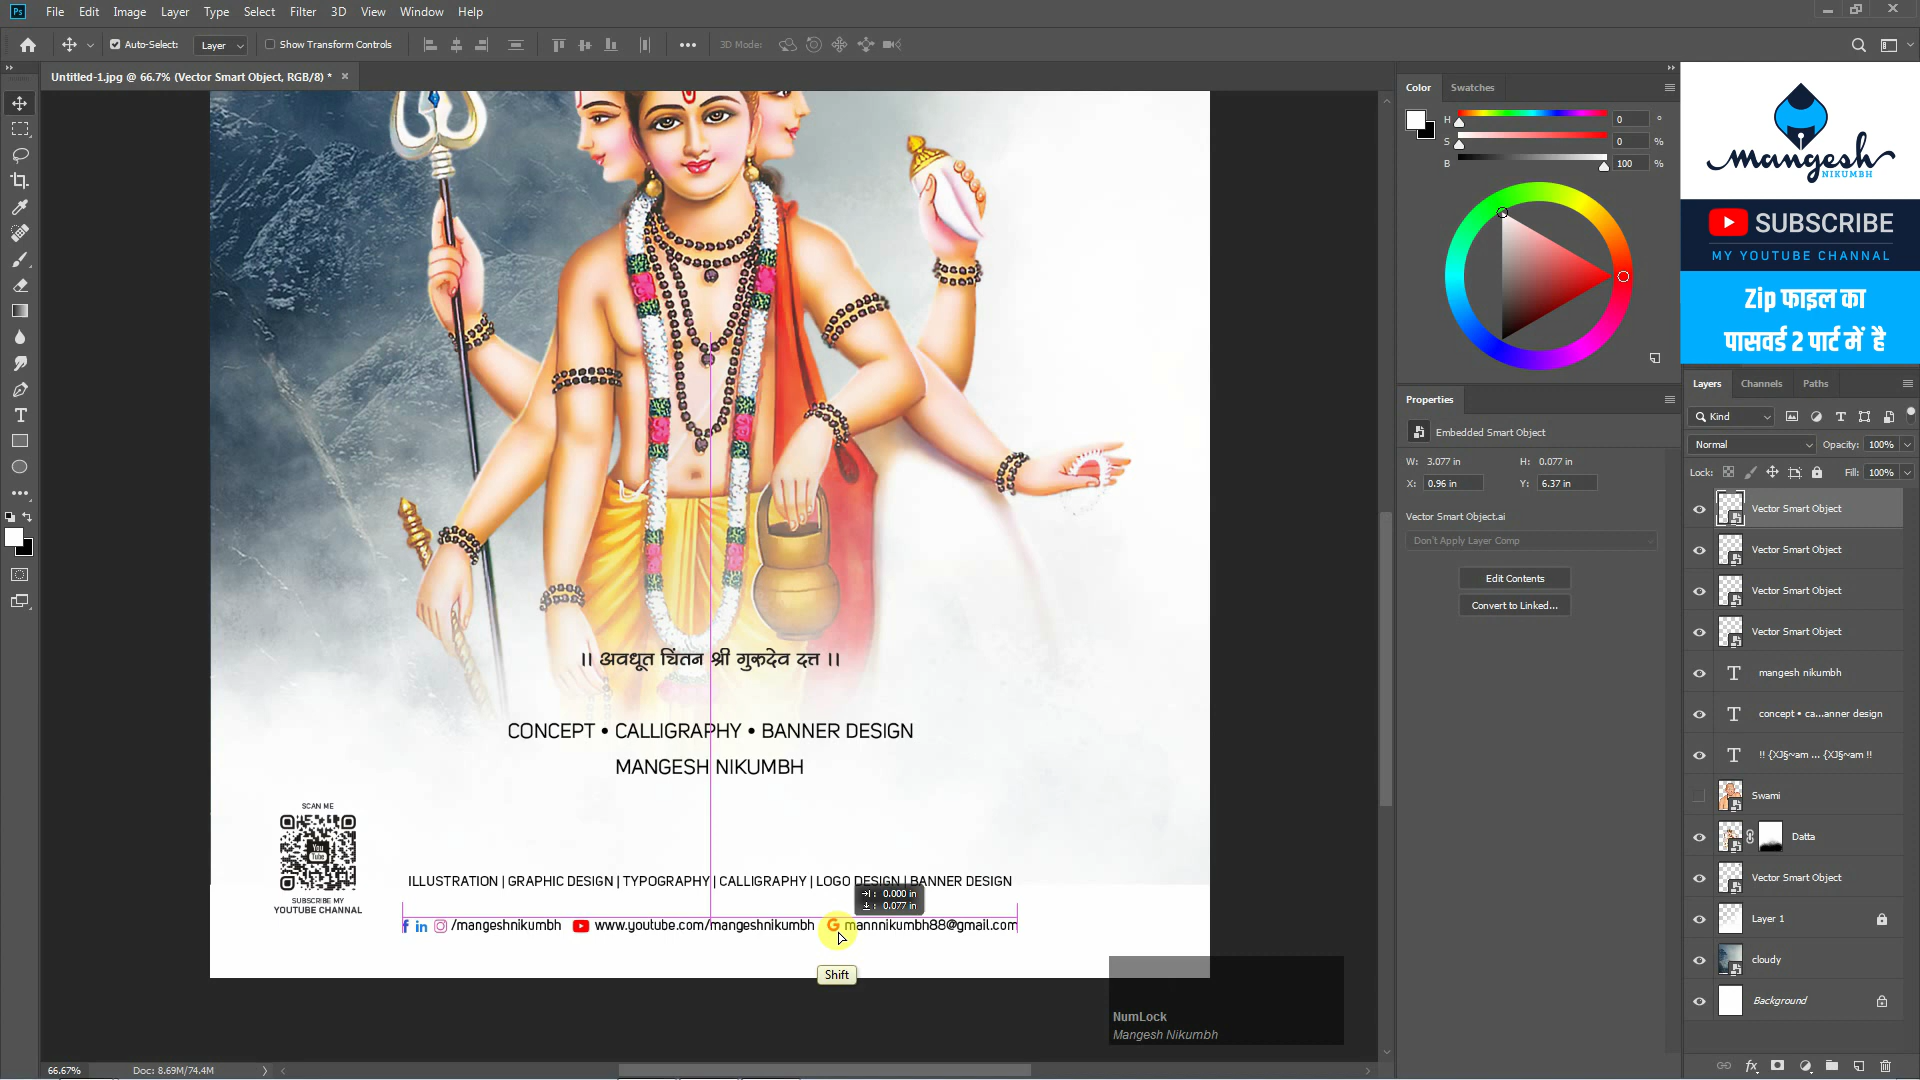 File Edit Image Layer Type Select Filter 3D View Window Help
Auto-Select: Layer Show Transform Controls 3D Mode:
Untitled-1.jpg @ 66.7% (Vector Smart Object, RGB/8) *
।। अवधूत चिंतन श्री गुरुदेव दत्त ।।
CONCEPT • CALLIGRAPHY • BANNER DESIGN
MANGESH NIKUMBH
SCAN ME
You
Tube
SUBSCRIBE MY
YOUTUBE CHANNAL
ILLUSTRATION | GRAPHIC DESIGN | TYPOGRAPHY | CALLIGRAPHY | LOGO DESIGN | BANNER DESIGN
→|: 0.000 in
: 0.077 in
/mangeshnikumbh www.youtube.com/mangeshnikumbh mannnikumbh88@gmail.com
Shift
NumLock
Mangesh Nikumbh
66.67% Doc: 8.69M/74.4M
Color Swatches
H 0 °
S 0 %
B 100 %
Properties
Embedded Smart Object
W: 3.077 in H: 0.077 in
X: 0.96 in Y: 6.37 in
Vector Smart Object.ai
Don't Apply Layer Comp
Edit Contents
Convert to Linked...
mangesh
NIKUMBH
SUBSCRIBE
MY YOUTUBE CHANNEL
Zip फाइल का
पासवर्ड 2 पार्ट में है
Layers Channels Paths
Kind
Normal Opacity: 100%
Lock: Fill: 100%
Vector Smart Object
Vector Smart Object
Vector Smart Object
Vector Smart Object
mangesh nikumbh
concept • ca...anner design
!! {XJ§~am ... {XJ§~am !!
Swami
Datta
Vector Smart Object
Layer 1
cloudy
Background